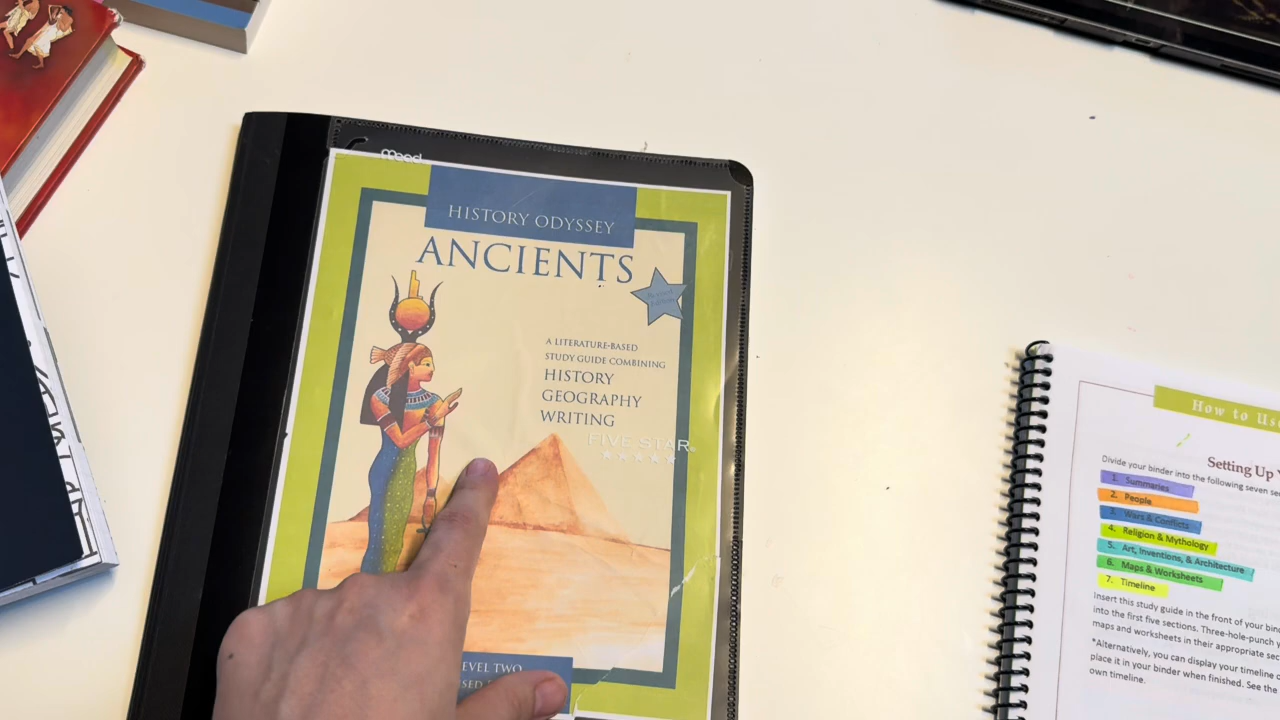 mead
HISTORY ODYSSEY
ANCIENTS
Revised
Edition
A LITERATURE-BASED
STUDY GUIDE COMBINING
HISTORY
GEOGRAPHY
WRITING
FIVE STAR
LEVEL TWO
How to Us
Setting Up
Divide your binder into the following seven se
1. Summaries
2. People
3. Wars & Conflicts
4. Religion & Mythology
5. Art, Inventions, & Architecture
6. Maps & Worksheets
7. Timeline
Insert this study guide in the front of your bin
into the first five sections. Three-hole-punch
maps and worksheets in their appropriate sec
*Alternatively, you can display your timeline o
place it in your binder when finished. See the
own timeline.